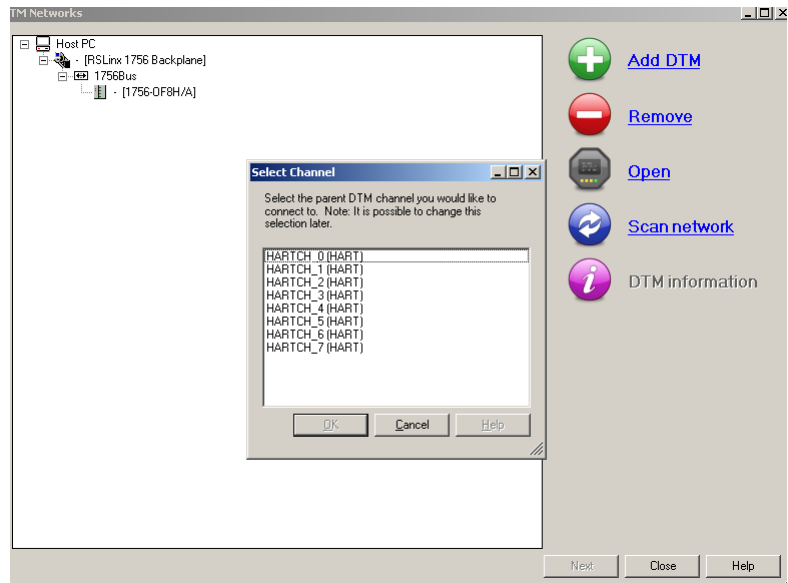 TM Networks
Host PC
- [RSLinx 1756 Backplane]
1756Bus
- [1756-OF8H/A]
Add DTM
Remove
Open
Scan network
DTM information
Select Channel
Select the parent DTM channel you would like to
connect to. Note: It is possible to change this
selection later.
HARTCH_0 (HART)
HARTCH_1 (HART)
HARTCH_2 (HART)
HARTCH_3 (HART)
HARTCH_4 (HART)
HARTCH_5 (HART)
HARTCH_6 (HART)
HARTCH_7 (HART)
OK
Cancel
Help
Next
Close
Help